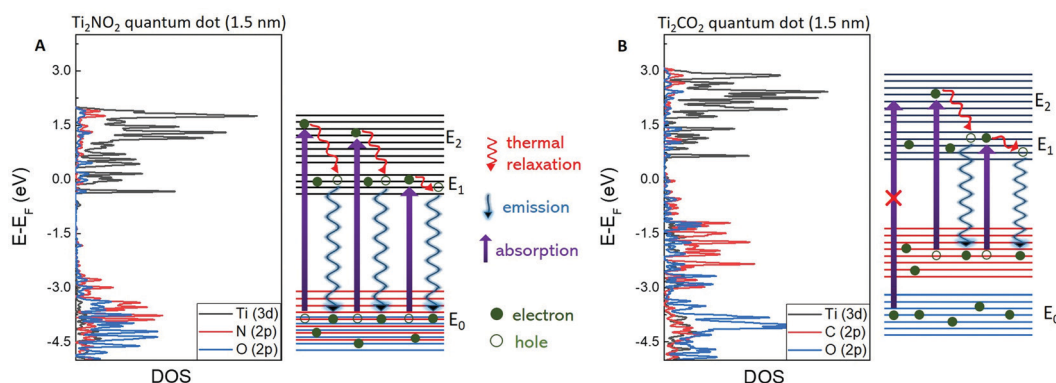 Ti₂NO₂ quantum dot (1.5 nm)
A
3.0
1.5
0.0
-1.5
-3.0
-4.5
E-E_F (eV)
DOS
Ti (3d)
N (2p)
O (2p)
E₂
E₁
E₀
thermal
relaxation
emission
absorption
electron
hole
Ti₂CO₂ quantum dot (1.5 nm)
B
3.0
1.5
0.0
-1.5
-3.0
-4.5
E-E_F (eV)
DOS
Ti (3d)
C (2p)
O (2p)
E₂
E₁